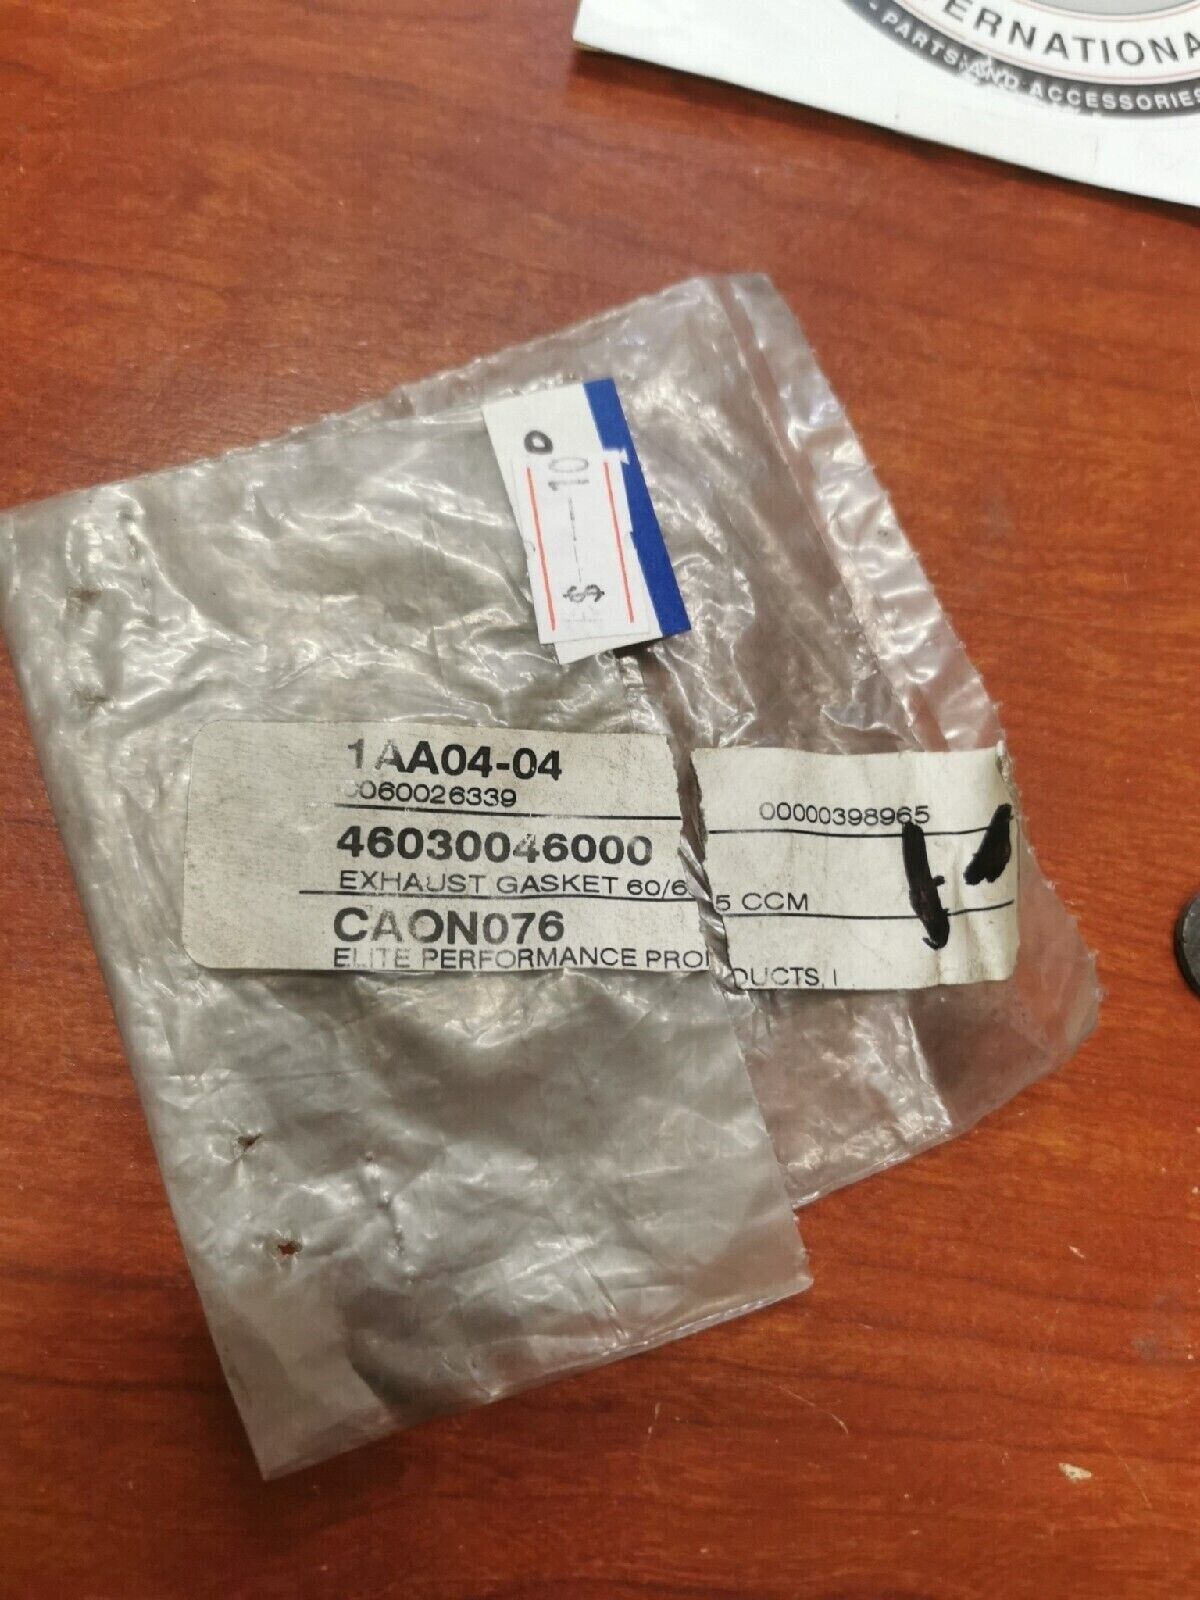 ERNATIONA
- PARTS AND ACCESSORIES
$---10
1AA04-04
060026339
00000398965
46030046000
EXHAUST GASKET 60/6 5 CCM
CAON076
ELITE PERFORMANCE PRO DUCTS, I